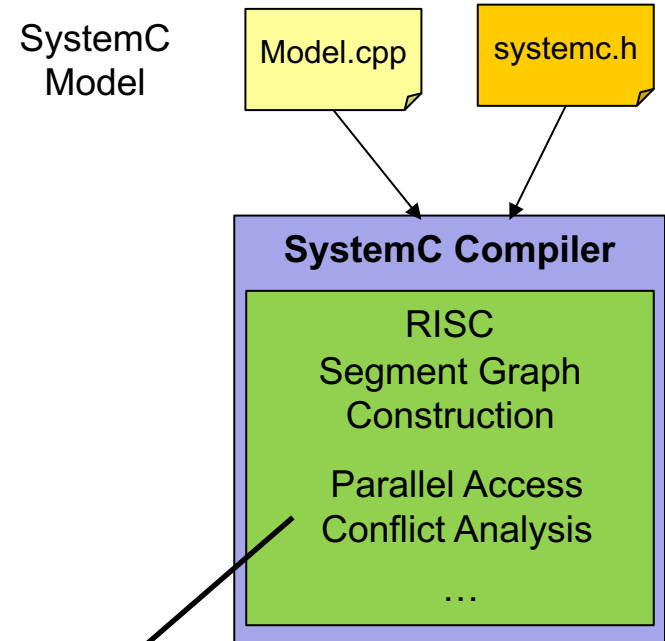 SystemC
Model
Model.cpp
systemc.h
SystemC Compiler
RISC
Segment Graph
Construction
Parallel Access
Conflict Analysis
…